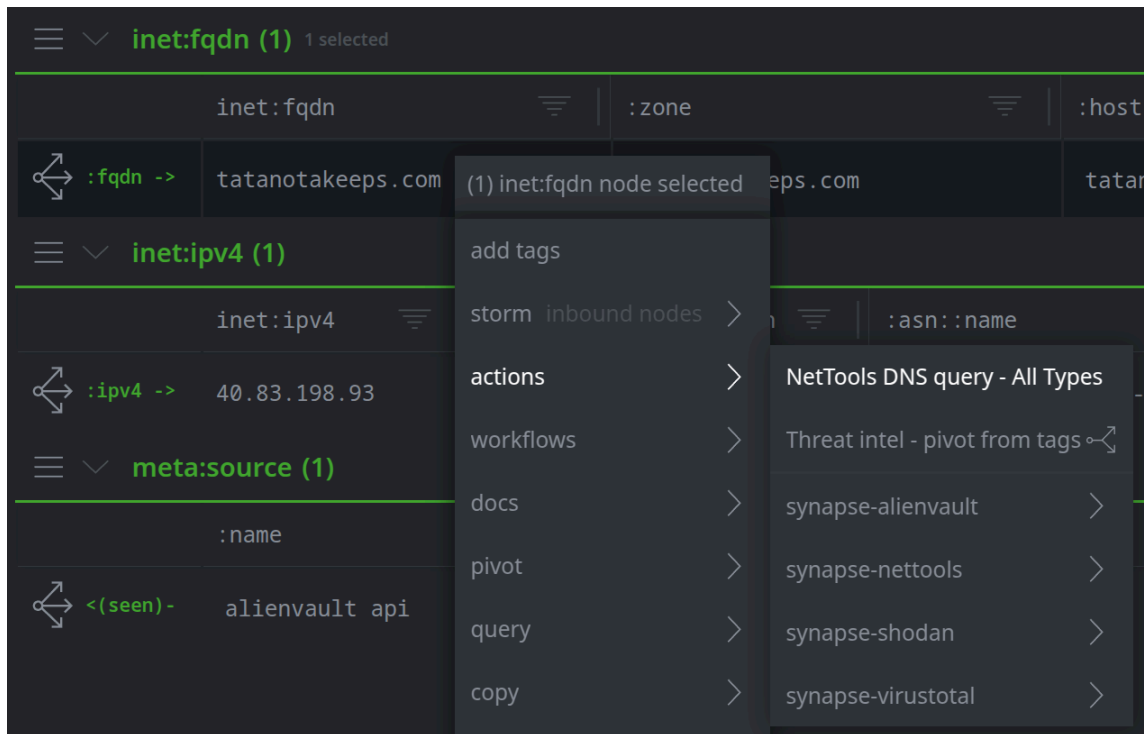 inet:fqdn (1) 1 selected
inet:fqdn :zone :host
:fqdn -> tatanotakeeps.com eps.com tatar
(1) inet:fqdn node selected
inet:ipv4 (1)
inet:ipv4 :asn::name
:ipv4 -> 40.83.198.93
meta:source (1)
:name
<(seen)- alienvault api
add tags
storm inbound nodes
actions
workflows
docs
pivot
query
copy
NetTools DNS query - All Types
Threat intel - pivot from tags
synapse-alienvault
synapse-nettools
synapse-shodan
synapse-virustotal